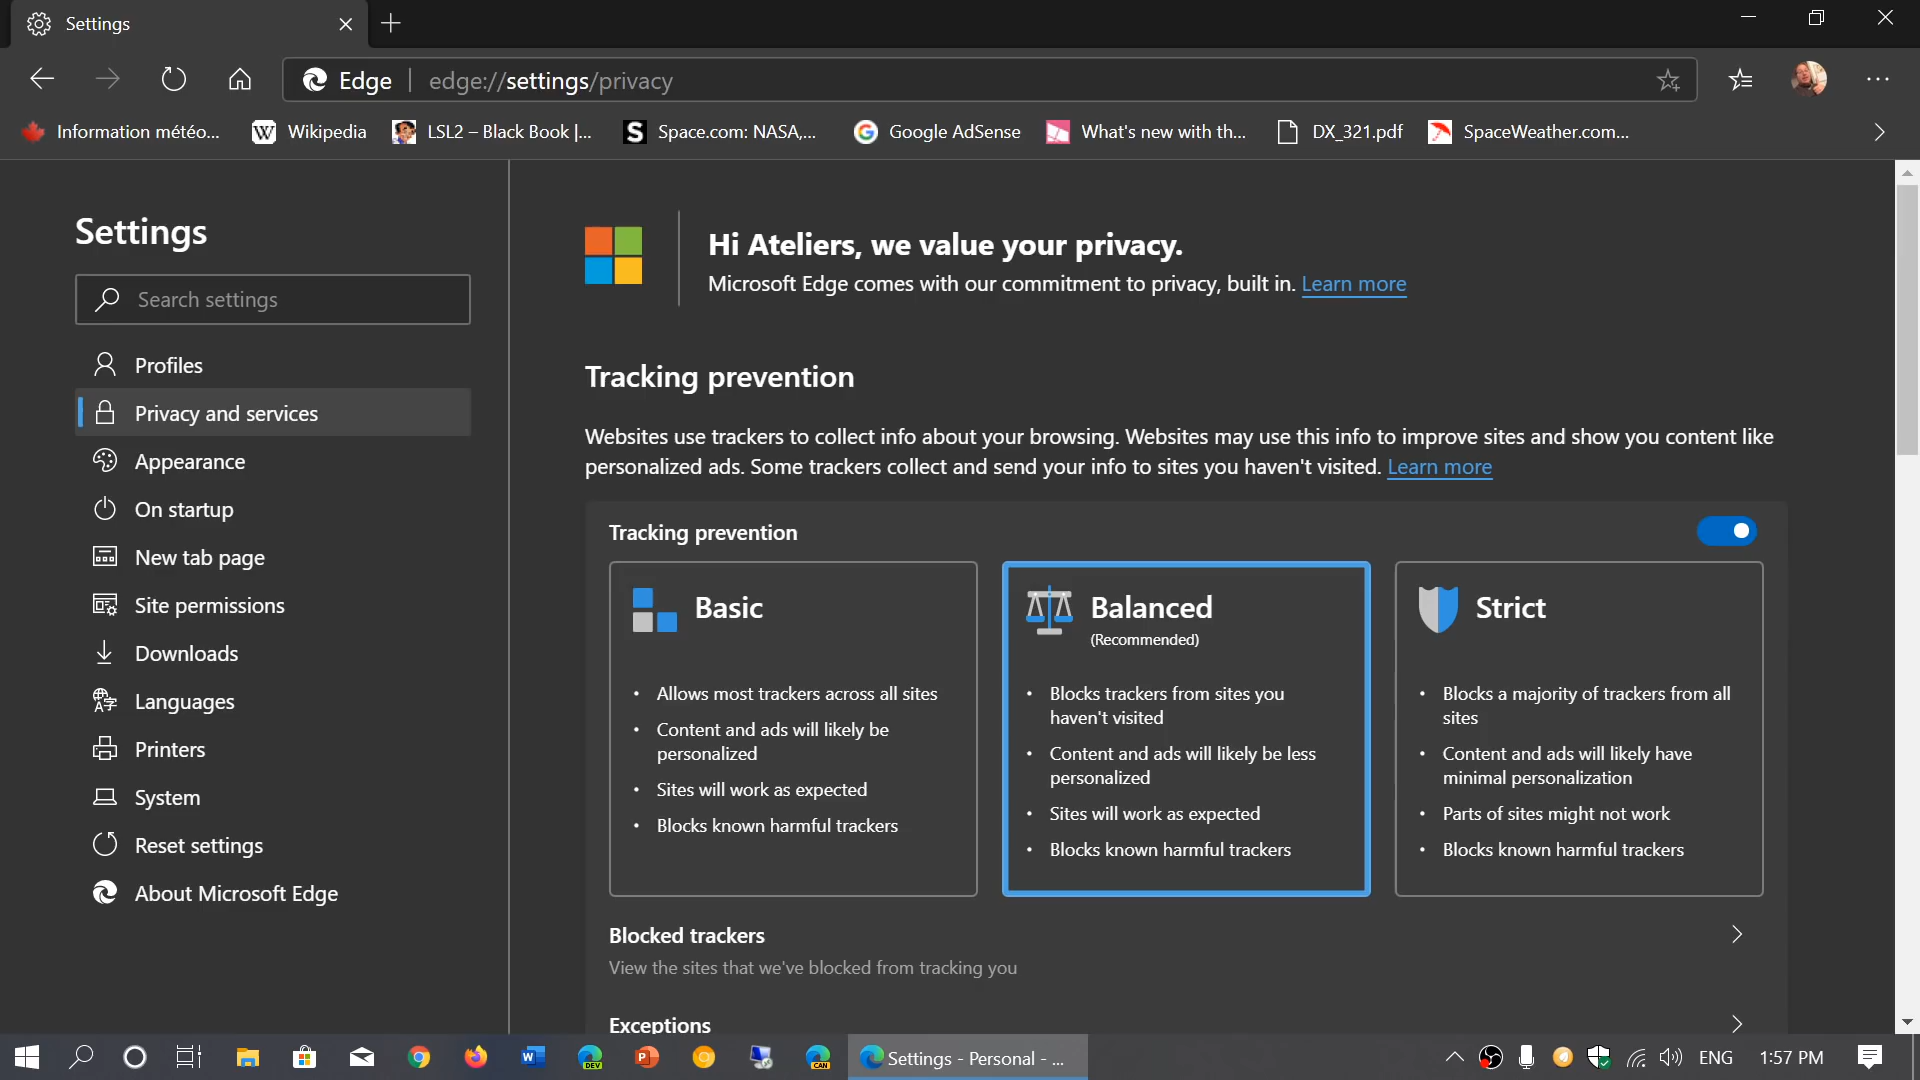 Settings
Edge | edge://settings/privacy
Information météo...
Wikipedia
LSL2 – Black Book |...
Space.com: NASA,...
Google AdSense
What's new with th...
DX_321.pdf
SpaceWeather.com...
Settings
Search settings
Profiles
Privacy and services
Appearance
On startup
New tab page
Site permissions
Downloads
Languages
Printers
System
Reset settings
About Microsoft Edge
Hi Ateliers, we value your privacy.
Microsoft Edge comes with our commitment to privacy, built in. Learn more
Tracking prevention
Websites use trackers to collect info about your browsing. Websites may use this info to improve sites and show you content like
personalized ads. Some trackers collect and send your info to sites you haven't visited. Learn more
Tracking prevention
Basic
• Allows most trackers across all sites
• Content and ads will likely be
personalized
• Sites will work as expected
• Blocks known harmful trackers
Balanced
(Recommended)
• Blocks trackers from sites you
haven't visited
• Content and ads will likely be less
personalized
• Sites will work as expected
• Blocks known harmful trackers
Strict
• Blocks a majority of trackers from all
sites
• Content and ads will likely have
minimal personalization
• Parts of sites might not work
• Blocks known harmful trackers
Blocked trackers
View the sites that we've blocked from tracking you
Exceptions
DEV
CAN
Settings - Personal - ...
ENG
1:57 PM